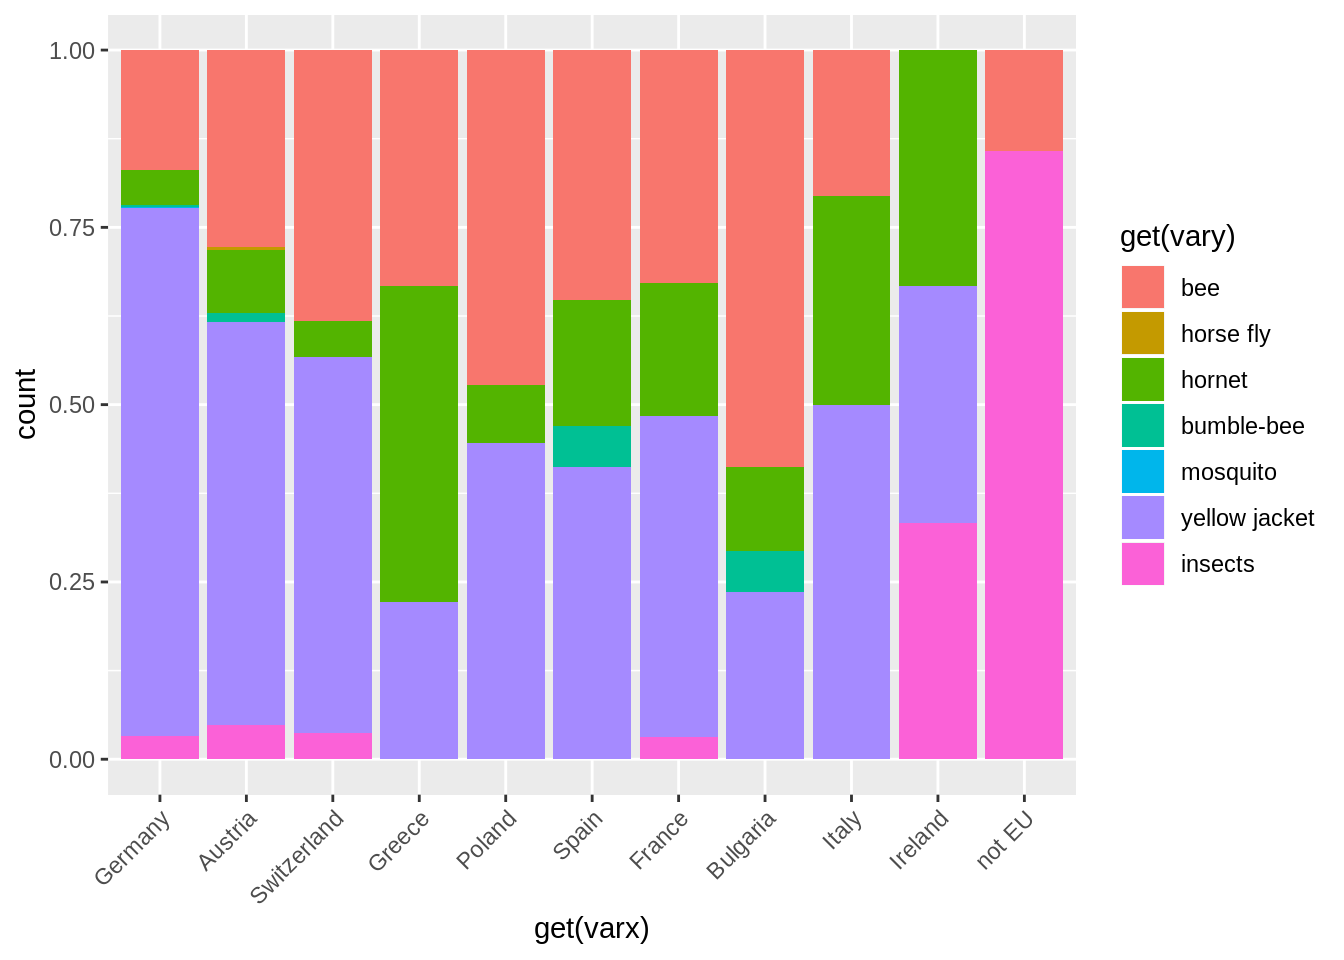 1.00
0.75
0.50
0.25
0.00
count
Germany
Austria
Switzerland
Greece
Poland
Spain
France
Bulgaria
Italy
Ireland
not EU
get(varx)
get(vary)
bee
horse fly
hornet
bumble-bee
mosquito
yellow jacket
insects